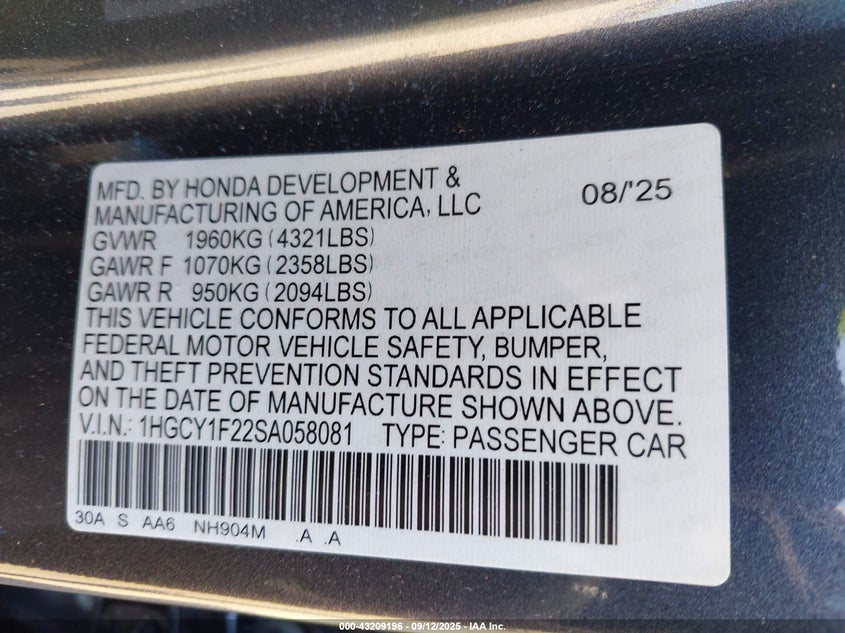 MFD. BY HONDA DEVELOPMENT & 08/'25
MANUFACTURING OF AMERICA, LLC
GVWR 1960KG (4321LBS)
GAWR F 1070KG (2358LBS)
GAWR R 950KG (2094LBS)
THIS VEHICLE CONFORMS TO ALL APPLICABLE
FEDERAL MOTOR VEHICLE SAFETY, BUMPER,
AND THEFT PREVENTION STANDARDS IN EFFECT
ON THE DATE OF MANUFACTURE SHOWN ABOVE.
V.I.N.: 1HGCY1F22SA058081 TYPE: PASSENGER CAR
30A S AA6 NH904M .A .A
000-43209196 - 09/12/2025 - IAA Inc.